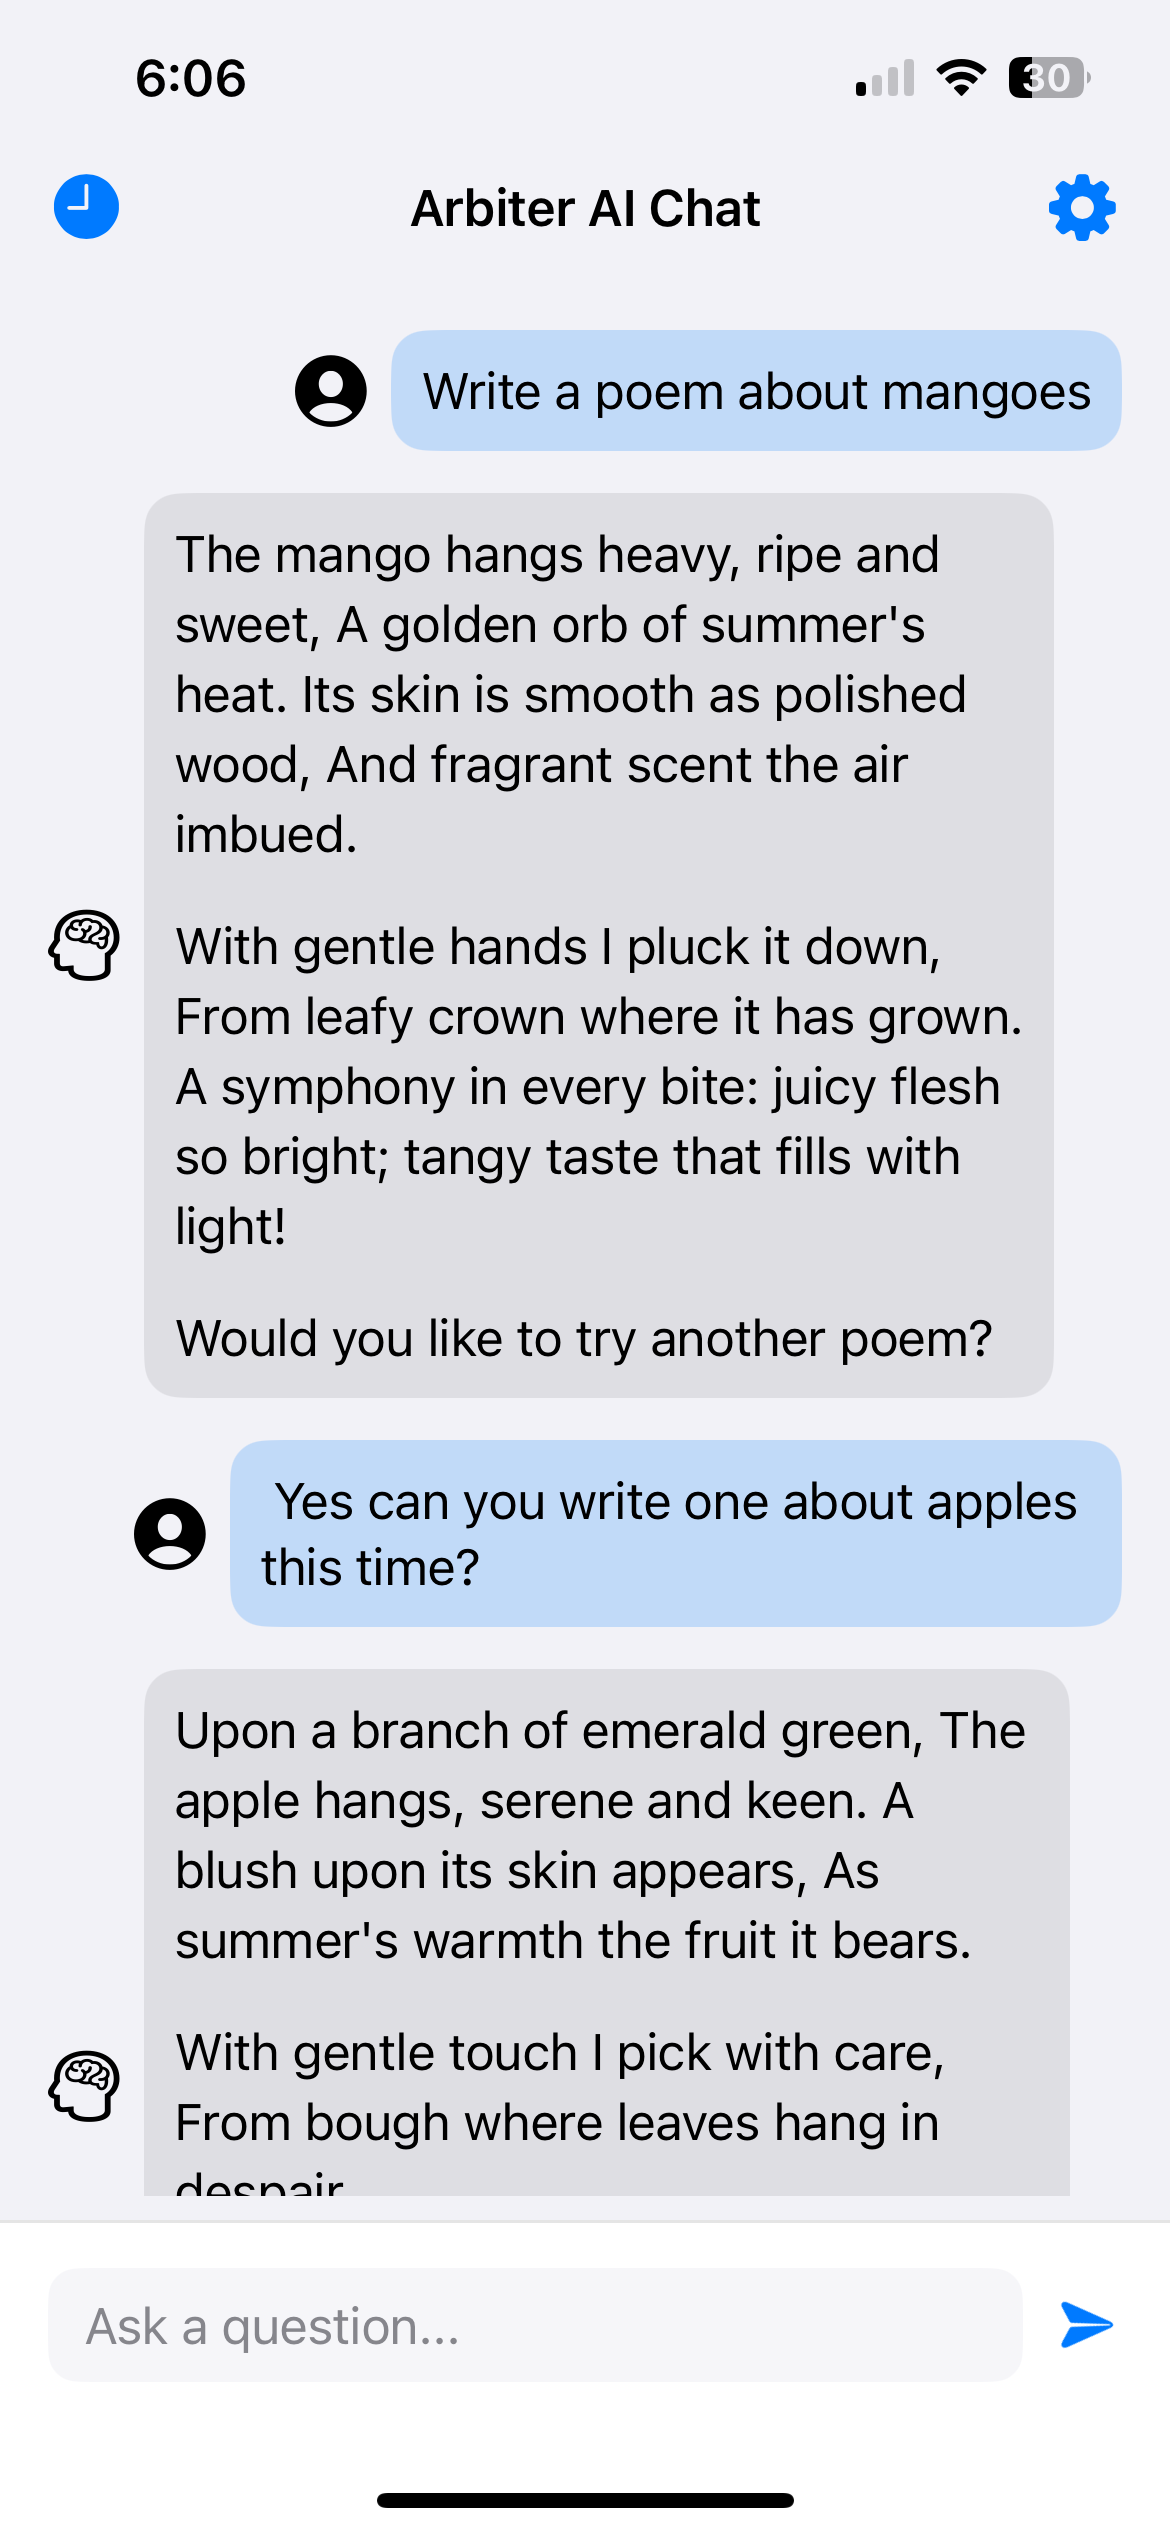 6:06
30
Arbiter AI Chat
Write a poem about mangoes
The mango hangs heavy, ripe and
sweet, A golden orb of summer's
heat. Its skin is smooth as polished
wood, And fragrant scent the air
imbued.
With gentle hands I pluck it down,
From leafy crown where it has grown.
A symphony in every bite: juicy flesh
so bright; tangy taste that fills with
light!
Would you like to try another poem?
Yes can you write one about apples
this time?
Upon a branch of emerald green, The
apple hangs, serene and keen. A
blush upon its skin appears, As
summer's warmth the fruit it bears.
With gentle touch I pick with care,
From bough where leaves hang in
despair
Ask a question...